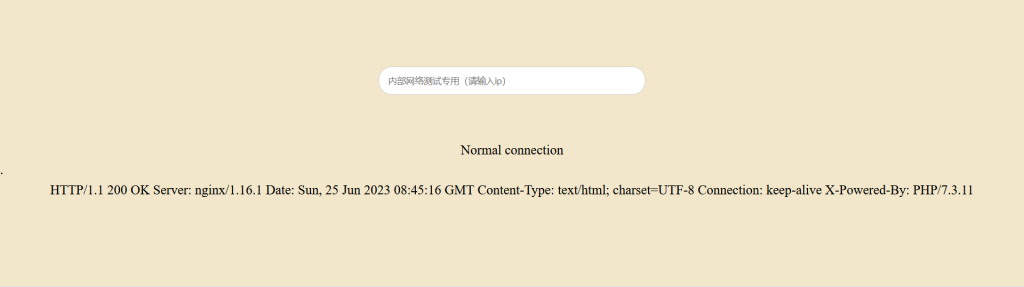 内部网络测试专用（请输入ip）
Normal connection
.
HTTP/1.1 200 OK Server: nginx/1.16.1 Date: Sun, 25 Jun 2023 08:45:16 GMT Content-Type: text/html; charset=UTF-8 Connection: keep-alive X-Powered-By: PHP/7.3.11